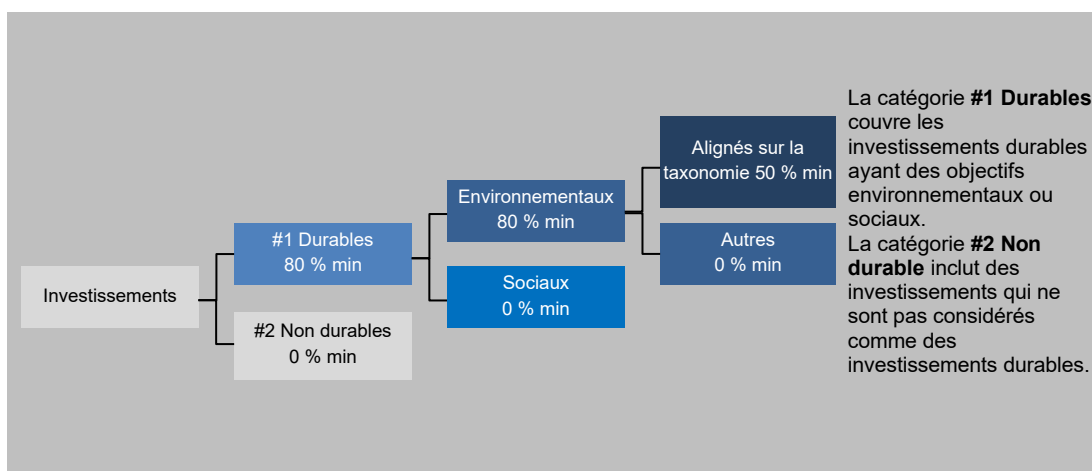 Investissements
#1 Durables
80 % min
#2 Non durables
0 % min
Environnementaux
80 % min
Sociaux
0 % min
Alignés sur la
taxonomie 50 % min
Autres
0 % min
La catégorie #1 Durables
couvre les
investissements durables
ayant des objectifs
environnementaux ou
sociaux.
La catégorie #2 Non
durable inclut des
investissements qui ne
sont pas considérés
comme des
investissements durables.